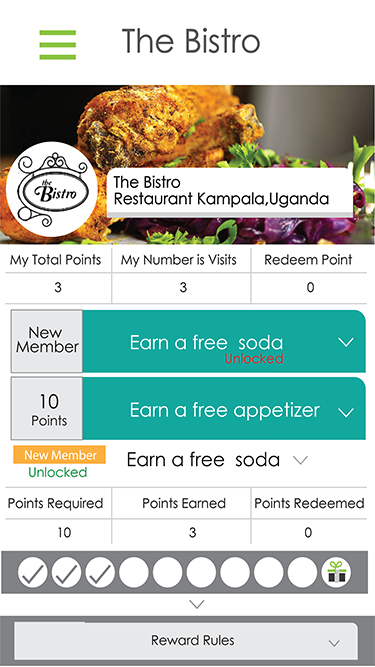 The Bistro
the
Bistro
The Bistro
Restaurant Kampala,Uganda
My Total Points
My Number is Visits
Redeem Point
3
3
0
New
Member
Earn a free soda
Unlocked
10
Points
Earn a free appetizer
New Member
Unlocked
Earn a free soda
Points Required
Points Earned
Points Redeemed
10
3
0
Reward Rules